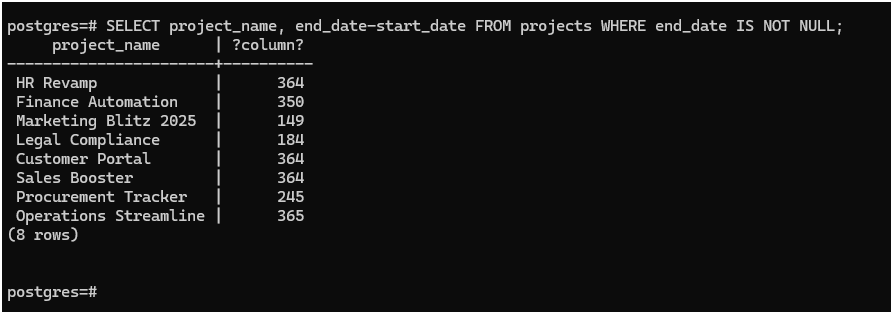 postgres=# SELECT project_name, end_date-start_date FROM projects WHERE end_date IS NOT NULL;
     project_name      | ?column?
-----------------------+----------
 HR Revamp             |      364
 Finance Automation    |      350
 Marketing Blitz 2025  |      149
 Legal Compliance      |      184
 Customer Portal       |      364
 Sales Booster         |      364
 Procurement Tracker   |      245
 Operations Streamline |      365
(8 rows)
postgres=#